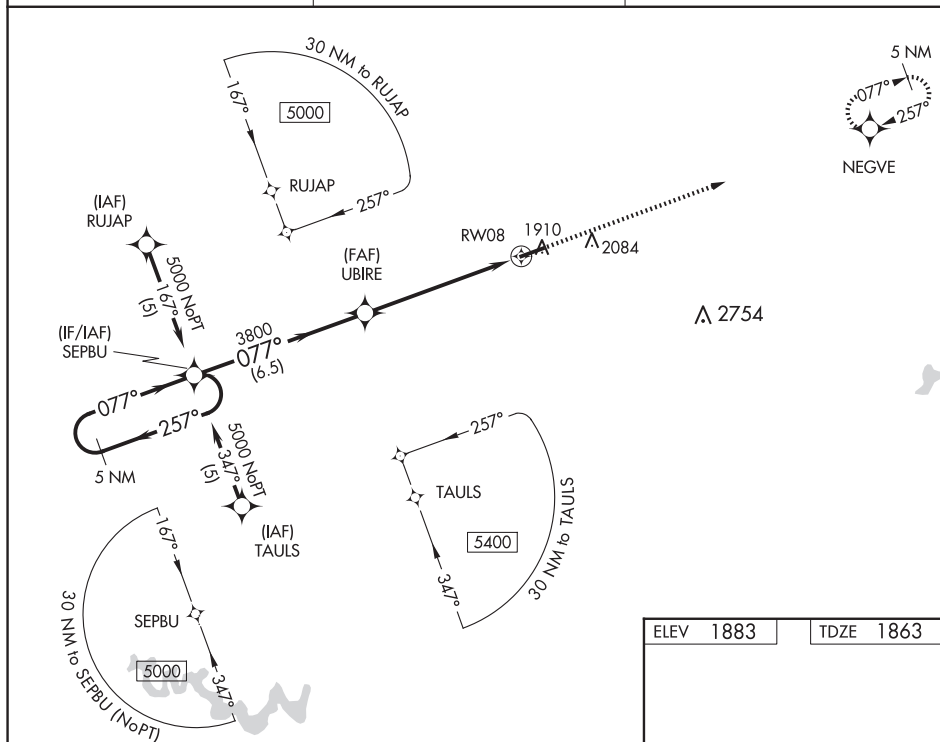 30 NM to RUJAP
167°
5000
RUJAP
257°
5 NM
077°
257°
NEGVE
(IAF)
RUJAP
5000 NoPT
167°
(5)
RW08
1910
2084
(FAF)
UBIRE
2754
(IF/IAF)
SEPBU
3800
077°
(6.5)
077°
257°
5 NM
5000 NoPT
347°
(5)
(IAF)
TAULS
257°
TAULS
5400
347°
30 NM to TAULS
167°
SEPBU
5000
347°
30 NM to SEPBU (NoPT)
ELEV 1883
TDZE 1863